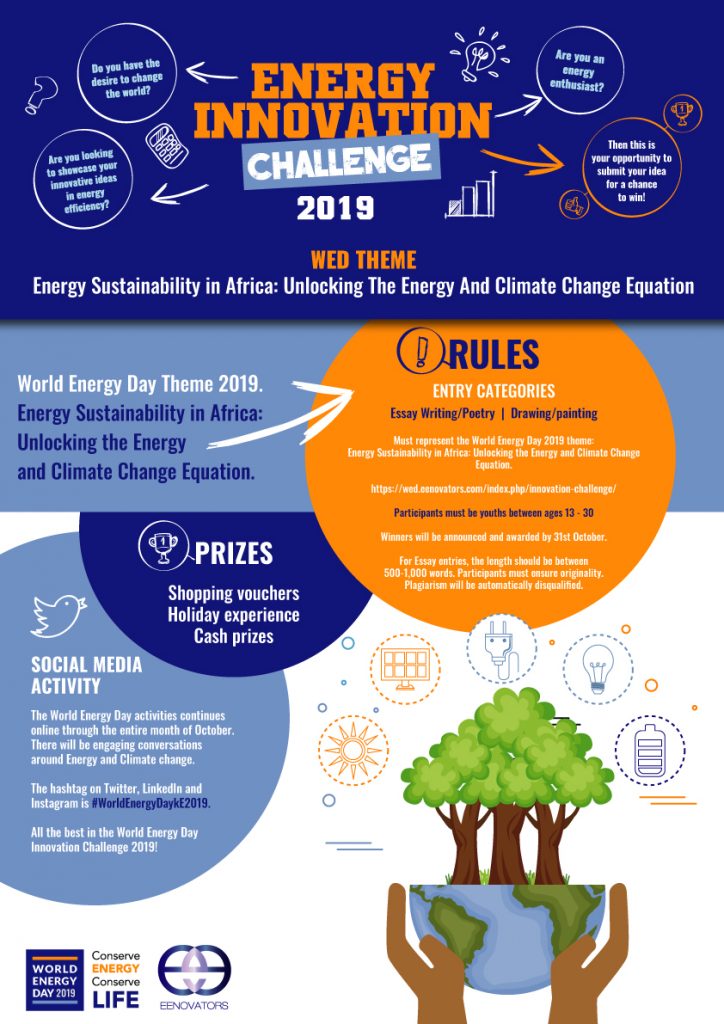 Do you have the
desire to change
the world?
Are you looking
to showcase your
innovative ideas
in energy
efficiency?
ENERGY
INNOVATION
CHALLENGE
2019
Are you an
energy
enthusiast?
1
Then this is
your opportunity to
submit your idea
for a chance
to win!
WED THEME
Energy Sustainability in Africa: Unlocking The Energy And Climate Change Equation
World Energy Day Theme 2019.
Energy Sustainability in Africa:
Unlocking the Energy
and Climate Change Equation.
! RULES
ENTRY CATEGORIES
Essay Writing/Poetry | Drawing/painting
Must represent the World Energy Day 2019 theme:
Energy Sustainability in Africa: Unlocking the Energy and Climate Change
Equation.
https://wed.eenovators.com/index.php/innovation-challenge/
Participants must be youths between ages 13 - 30
Winners will be announced and awarded by 31st October.
For Essay entries, the length should be between
500-1,000 words. Participants must ensure originality.
Plagiarism will be automatically disqualified.
1 PRIZES
Shopping vouchers
Holiday experience
Cash prizes
SOCIAL MEDIA
ACTIVITY
The World Energy Day activities continues
online through the entire month of October.
There will be engaging conversations
around Energy and Climate change.
The hashtag on Twitter, LinkedIn and
Instagram is #WorldEnergyDaykE2019.
All the best in the World Energy Day
Innovation Challenge 2019!
WORLD
ENERGY
DAY 2019
Conserve
ENERGY
Conserve
LIFE
EENOVATORS